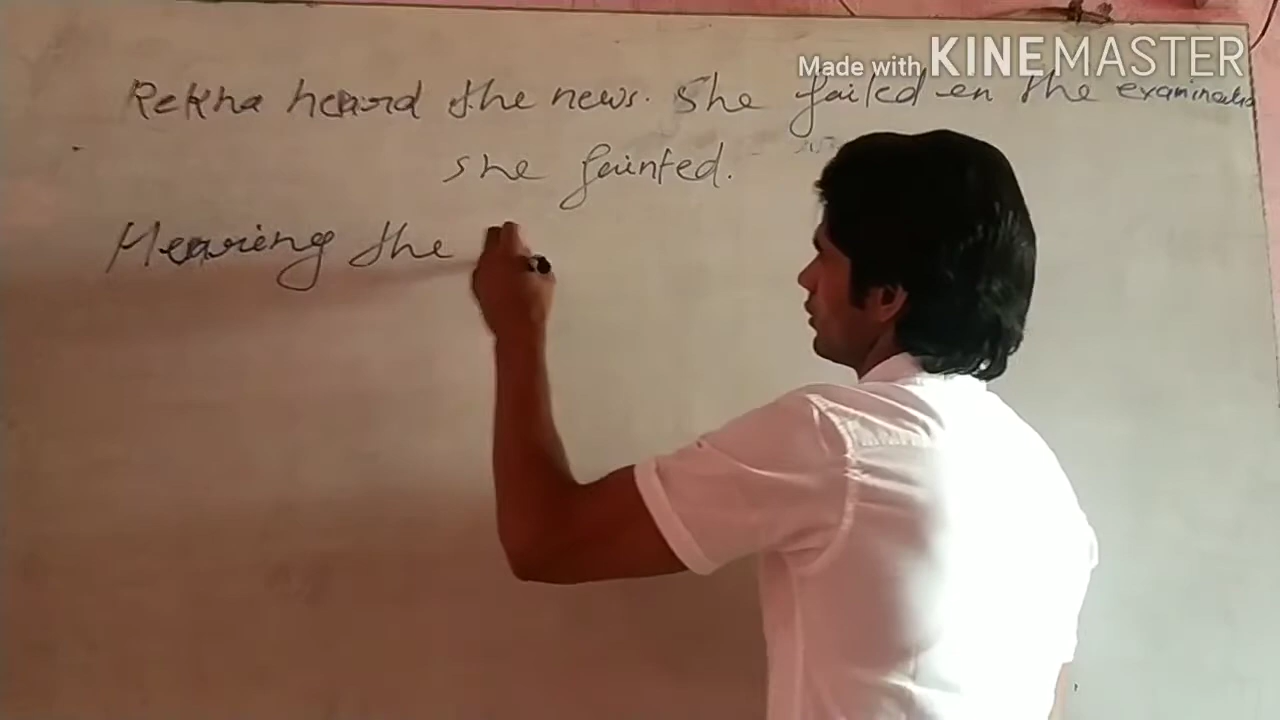 Made with KINEMASTER
Rekha heard the news. She failed in the examination
she fainted.
Hearing the